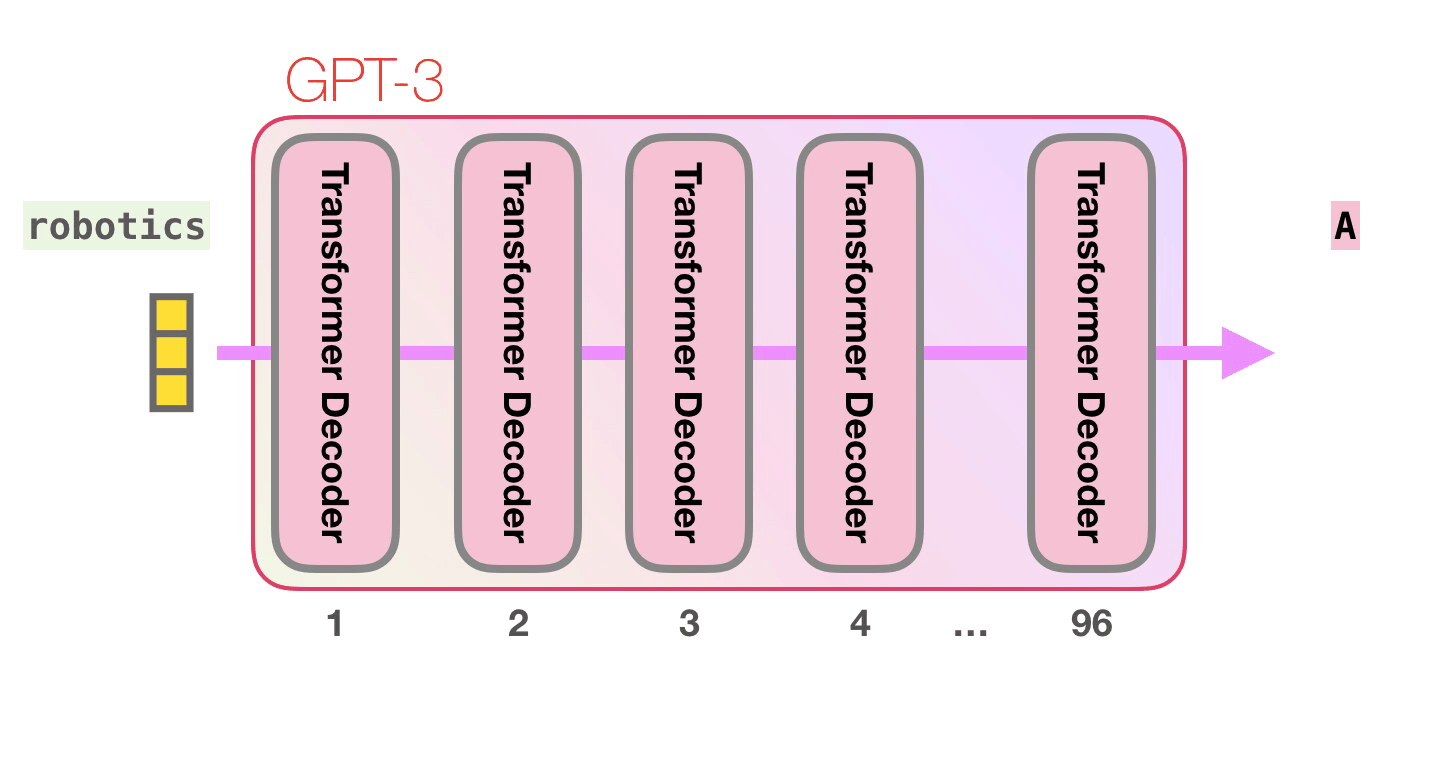 GPT-3
robotics
Transformer Decoder
Transformer Decoder
Transformer Decoder
Transformer Decoder
Transformer Decoder
A
1 2 3 4 ... 96